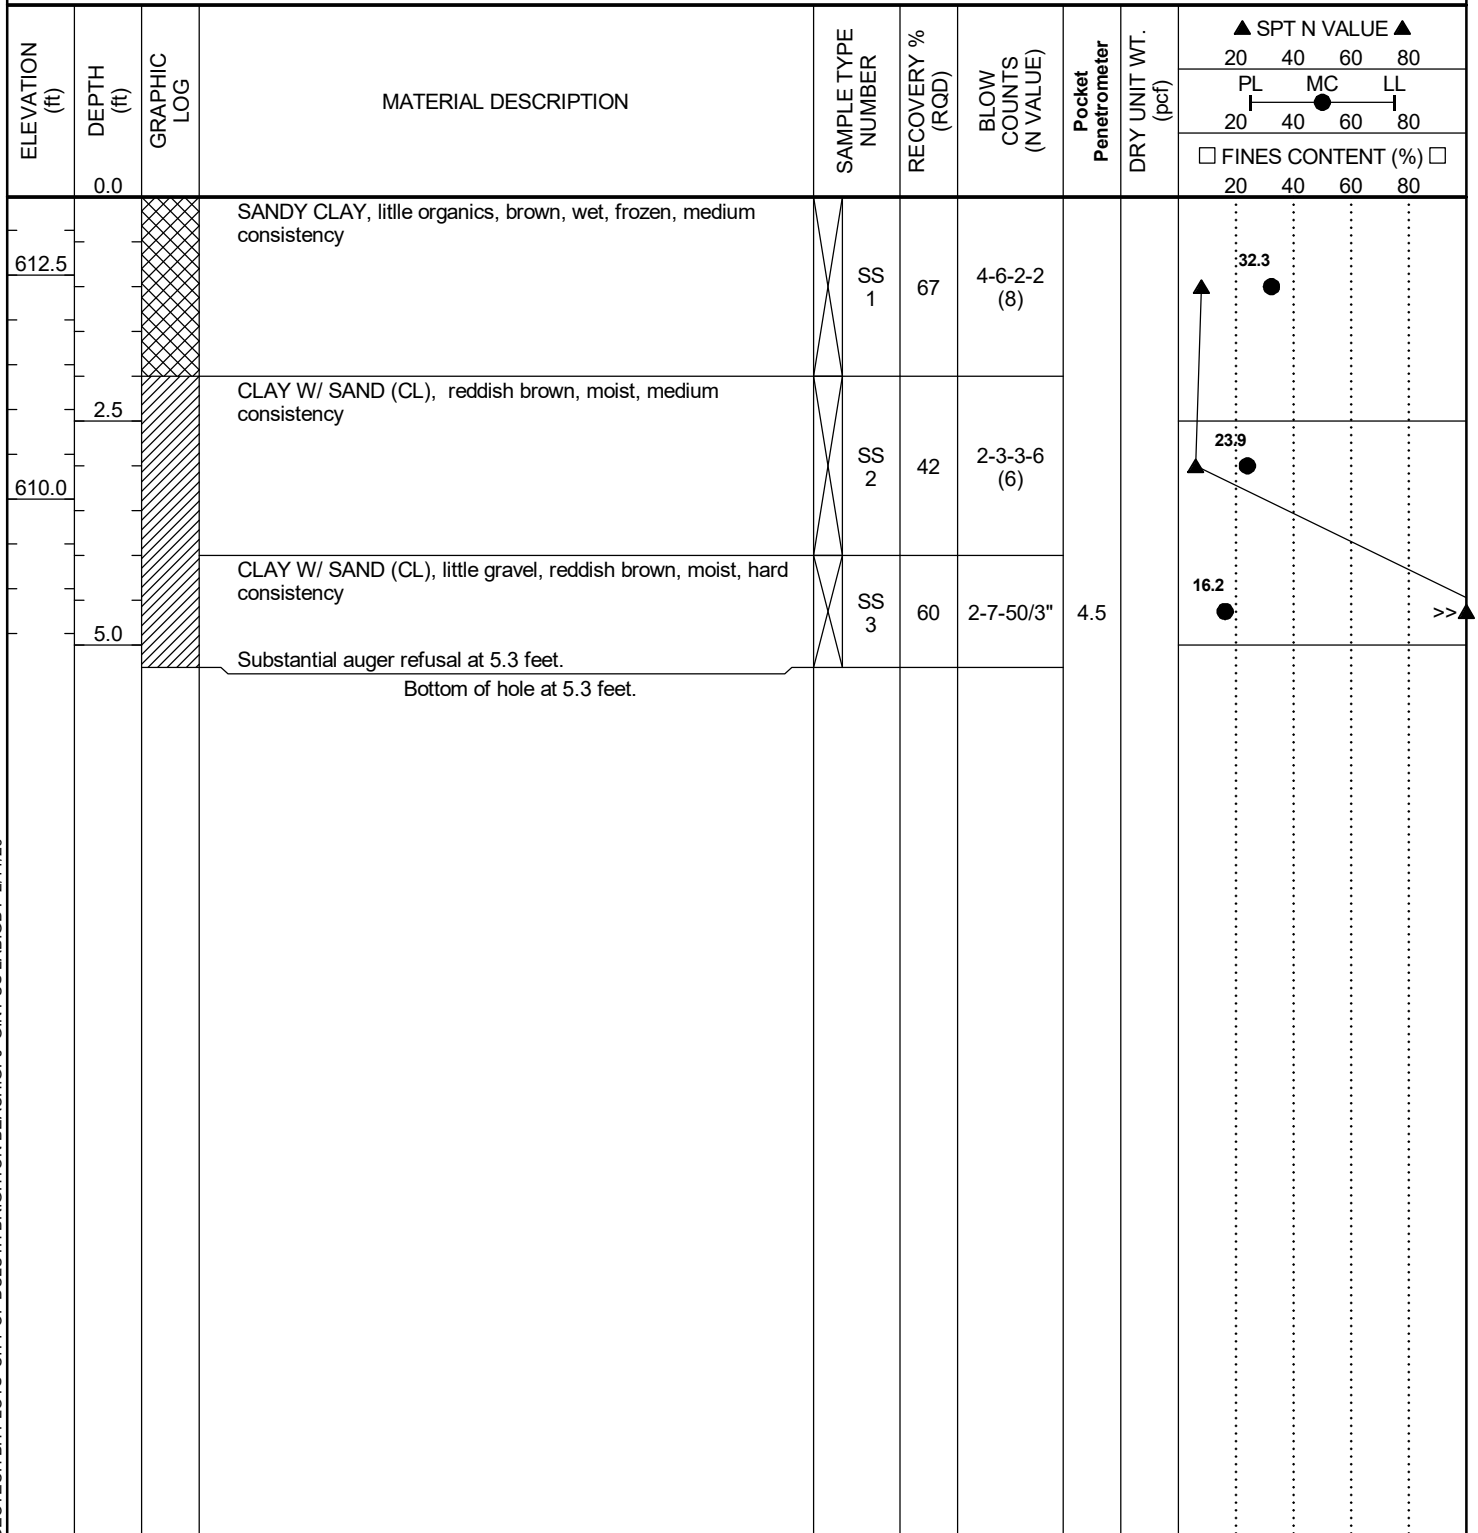 ELEVATION
(ft)
DEPTH
(ft)
0.0
GRAPHIC
LOG
MATERIAL DESCRIPTION
SAMPLE TYPE
NUMBER
RECOVERY %
(RQD)
BLOW
COUNTS
(N VALUE)
Pocket
Penetrometer
DRY UNIT WT.
(pcf)
▲ SPT N VALUE ▲
20 40 60 80
PL MC LL
20 40 60 80
□ FINES CONTENT (%) □
20 40 60 80
SANDY CLAY, litlle organics, brown, wet, frozen, medium
consistency
612.5
SS
1
67
4-6-2-2
(8)
32.3
CLAY W/ SAND (CL), reddish brown, moist, medium
consistency
2.5
610.0
SS
2
42
2-3-3-6
(6)
23.9
CLAY W/ SAND (CL), little gravel, reddish brown, moist, hard
consistency
SS
3
60
2-7-50/3"
4.5
16.2
>>
5.0
Substantial auger refusal at 5.3 feet.
Bottom of hole at 5.3 feet.